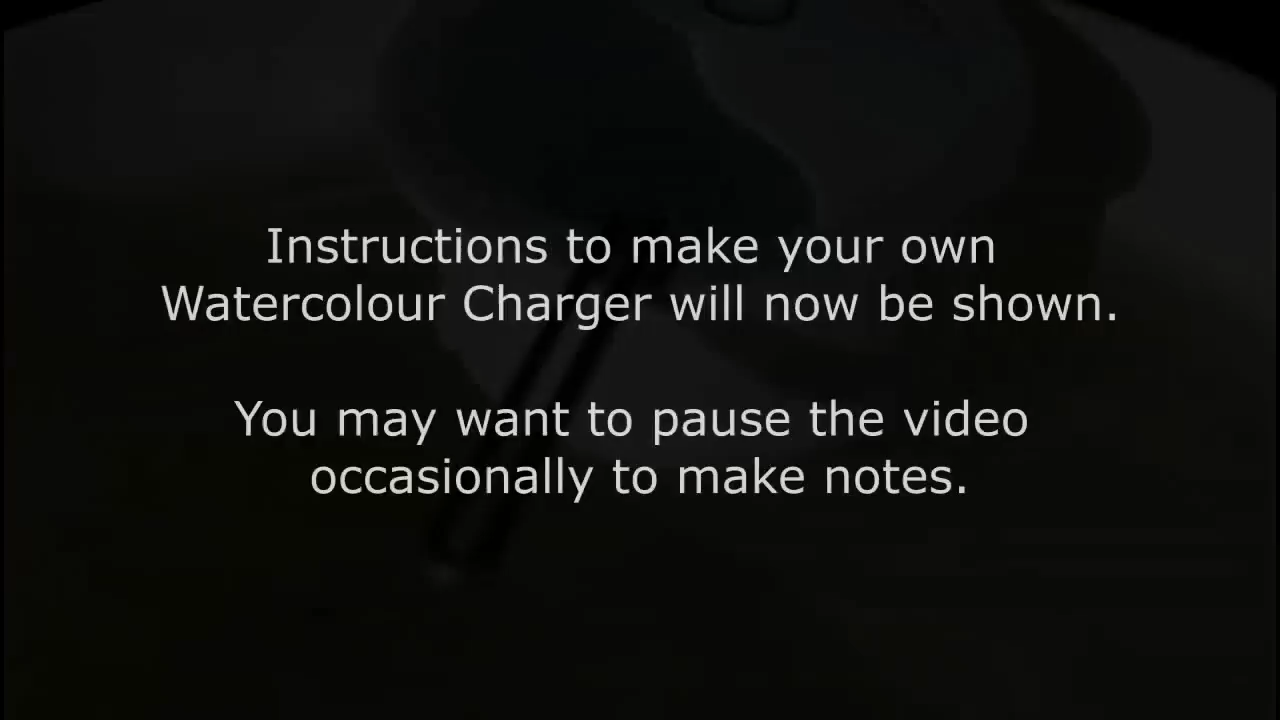 Instructions to make your own
Watercolour Charger will now be shown.
You may want to pause the video
occasionally to make notes.